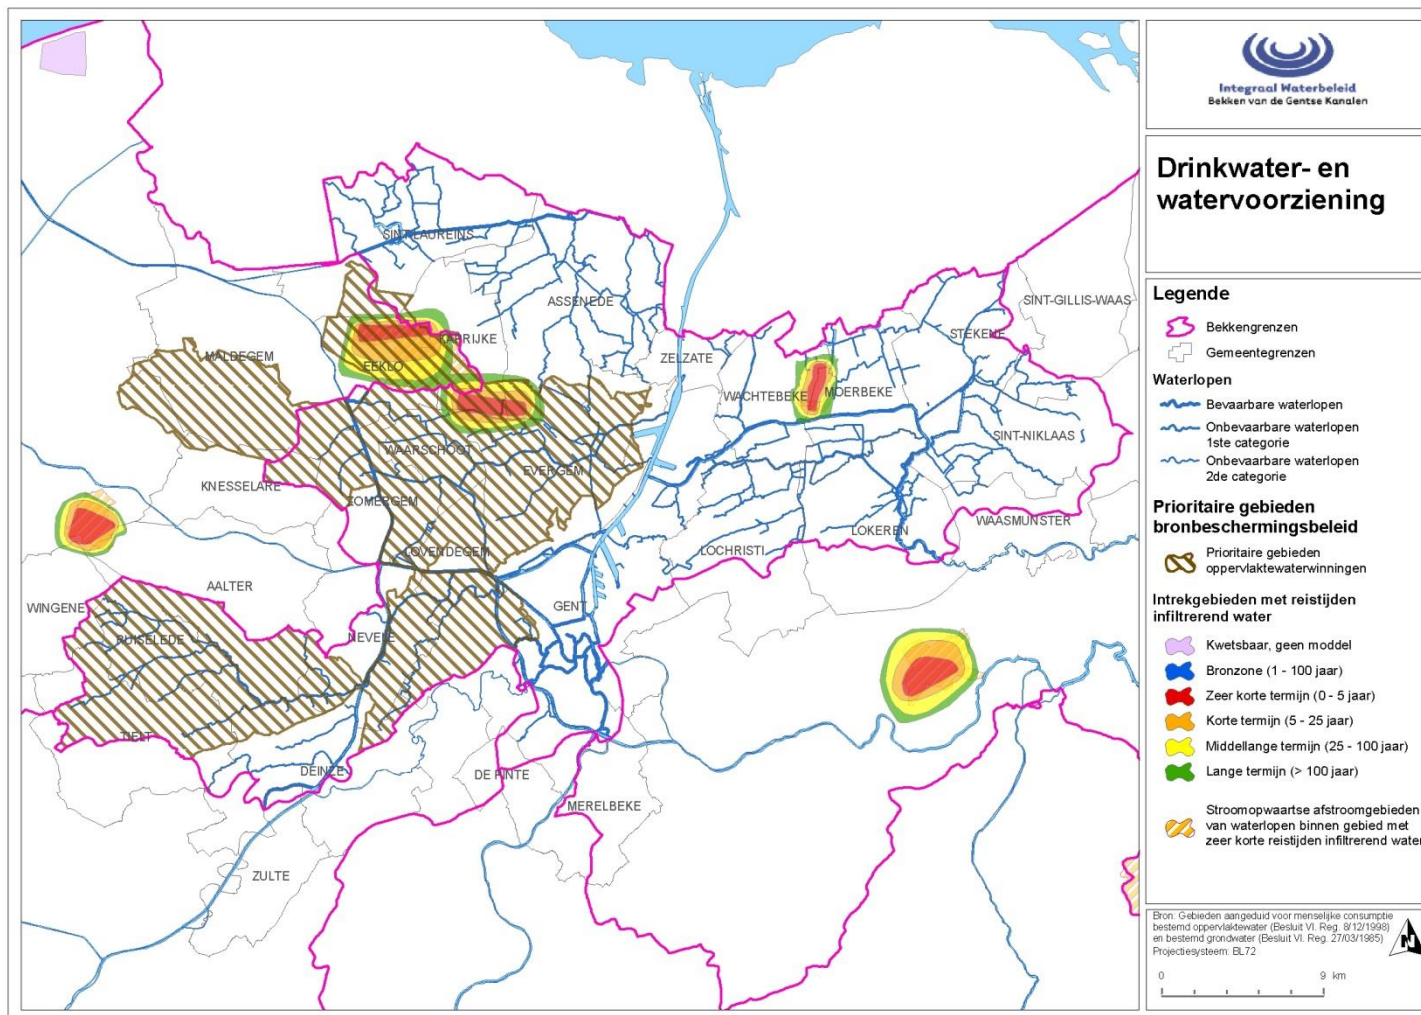 Integraal Waterbeleid
Bekken van de Gentse Kanalen
Drinkwater- en
watervoorziening
Legende
Bekkengrenzen
Gemeentegrenzen
Waterlopen
Bevaarbare waterlopen
Onbevaarbare waterlopen
1ste categorie
Onbevaarbare waterlopen
2de categorie
Prioritaire gebieden
bronbeschermingsbeleid
Prioritaire gebieden
oppervlaktewaterwinningen
Intrekgebieden met reistijden
infiltrerend water
Kwetsbaar, geen moddel
Bronzone (1 - 100 jaar)
Zeer korte termijn (0 - 5 jaar)
Korte termijn (5 - 25 jaar)
Middellange termijn (25 - 100 jaar)
Lange termijn (> 100 jaar)
Stroomopwaartse afstroomgebieden
van waterlopen binnen gebied met
zeer korte reistijden infiltrerend water
Bron: Gebieden aangeduid voor menselijke consumptie
bestemd oppervlaktewater (Besluit Vl. Reg. 8/12/1998)
en bestemd grondwater (Besluit Vl. Reg. 27/03/1985)
Projectiesysteem: BL72
N
0 9 km
SINT-LAUREINS
ASSENEDE
SINT-GILLIS-WAAS
STEKENE
KAPRIJKE
MALDEGEM
ZELZATE
EEKLO
WACHTEBEKE
MOERBEKE
SINT-NIKLAAS
WAARSCHOOT
EVERGEM
KNESSELARE
ZOMERGEM
WAASMUNSTER
LOKEREN
LOVENDEGEM
LOCHRISTI
AALTER
WINGENE
GENT
RUISELEDE
NEVELE
TIELT
DEINZE
DE PINTE
MERELBEKE
ZULTE